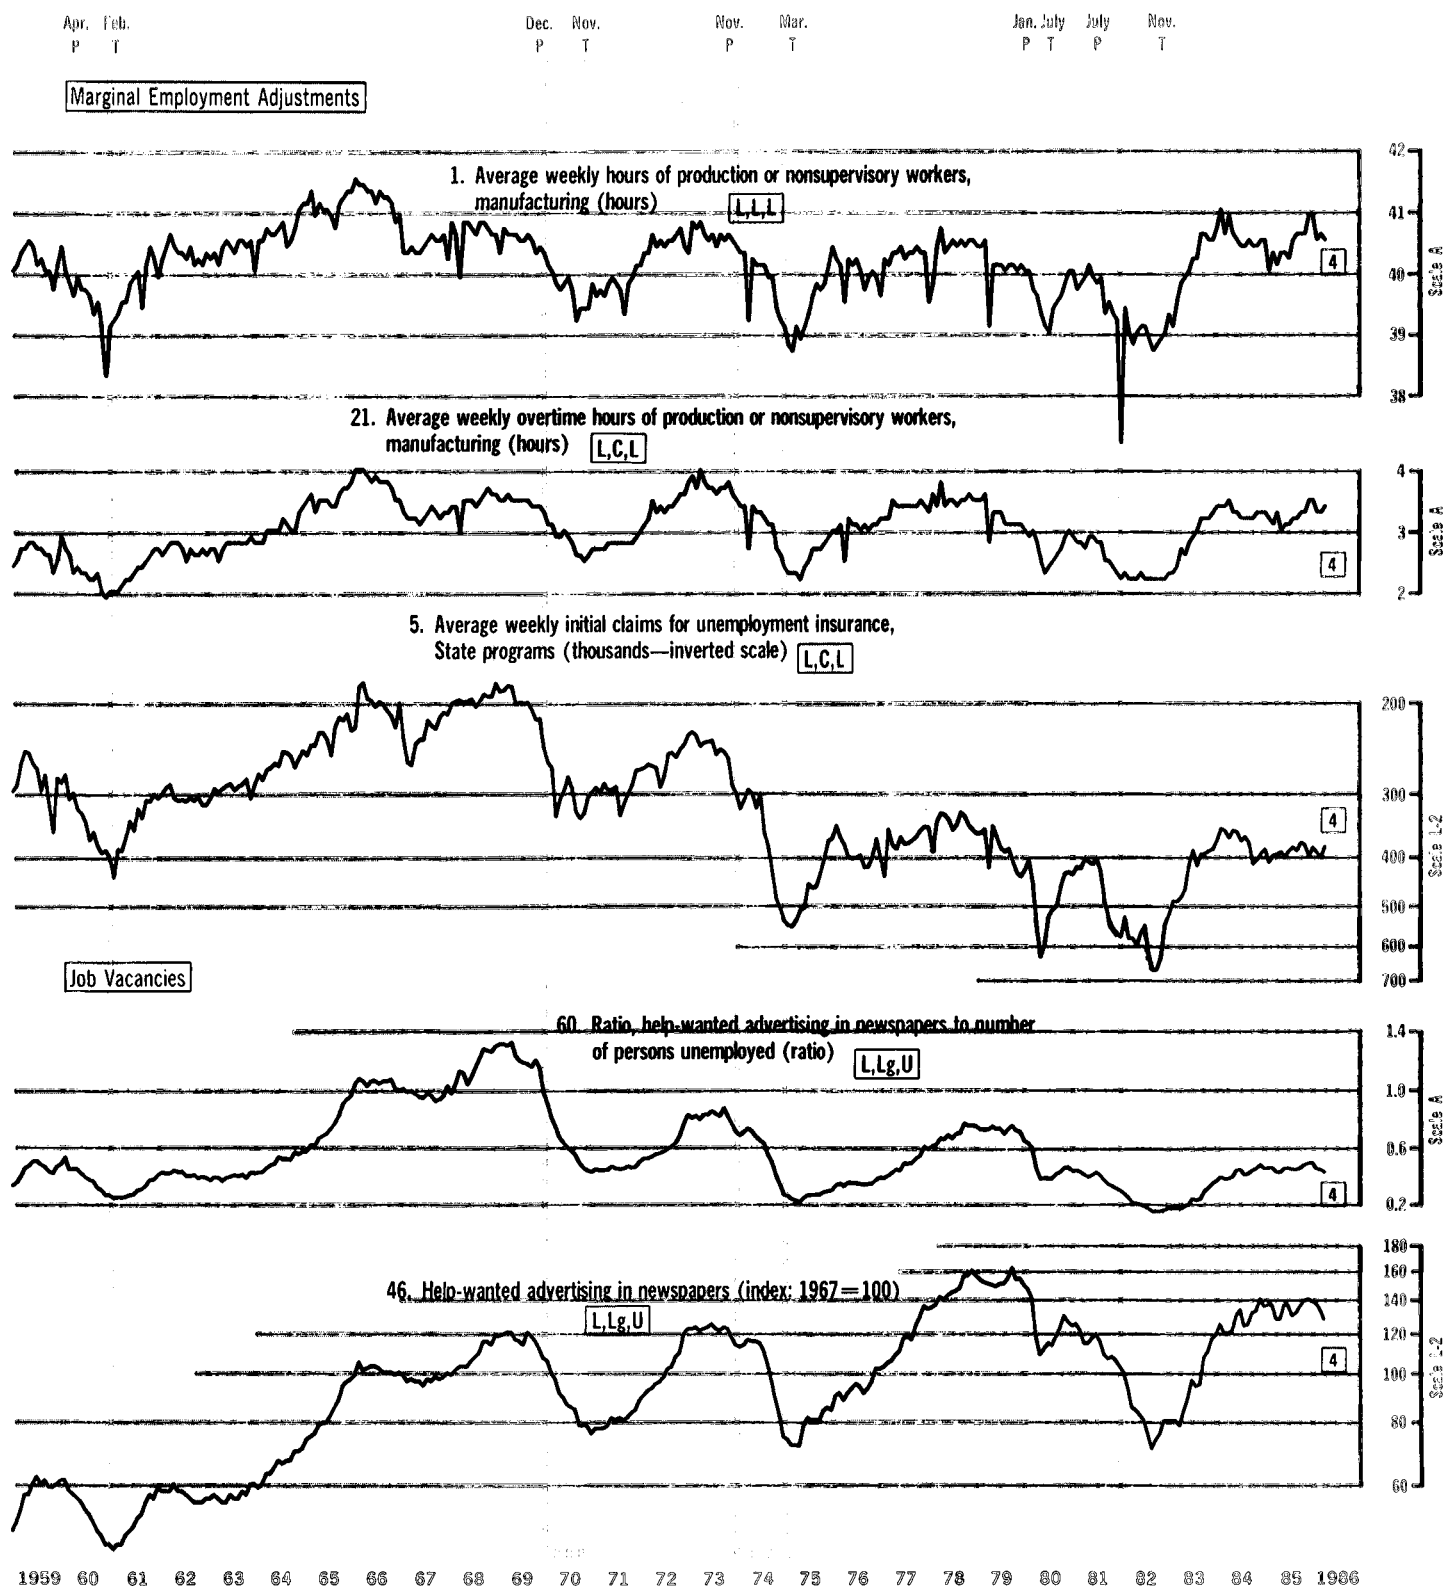 Apr. Feb. Dec. Nov. Nov. Mar. Jan. July July Nov.
P T P T P T P T P T
Marginal Employment Adjustments
42
1. Average weekly hours of production or nonsupervisory workers,
manufacturing (hours) L,L,L
41
4
40
Scale A
39
38
21. Average weekly overtime hours of production or nonsupervisory workers,
manufacturing (hours) L,C,L
4
3
Scale A
4
2
5. Average weekly initial claims for unemployment insurance,
State programs (thousands—inverted scale) L,C,L
200
300
4
Scale L-2
400
500
600
700
Job Vacancies
60. Ratio, help-wanted advertising in newspapers to number
of persons unemployed (ratio) L,Lg,U
1.4
1.0
Scale A
0.6
4
0.2
180
160
46. Help-wanted advertising in newspapers (index: 1967=100)
L,Lg,U
140
120
4
Scale L-2
100
80
60
1959 60 61 62 63 64 65 66 67 68 69 70 71 72 73 74 75 76 77 78 79 80 81 82 83 84 85 1986